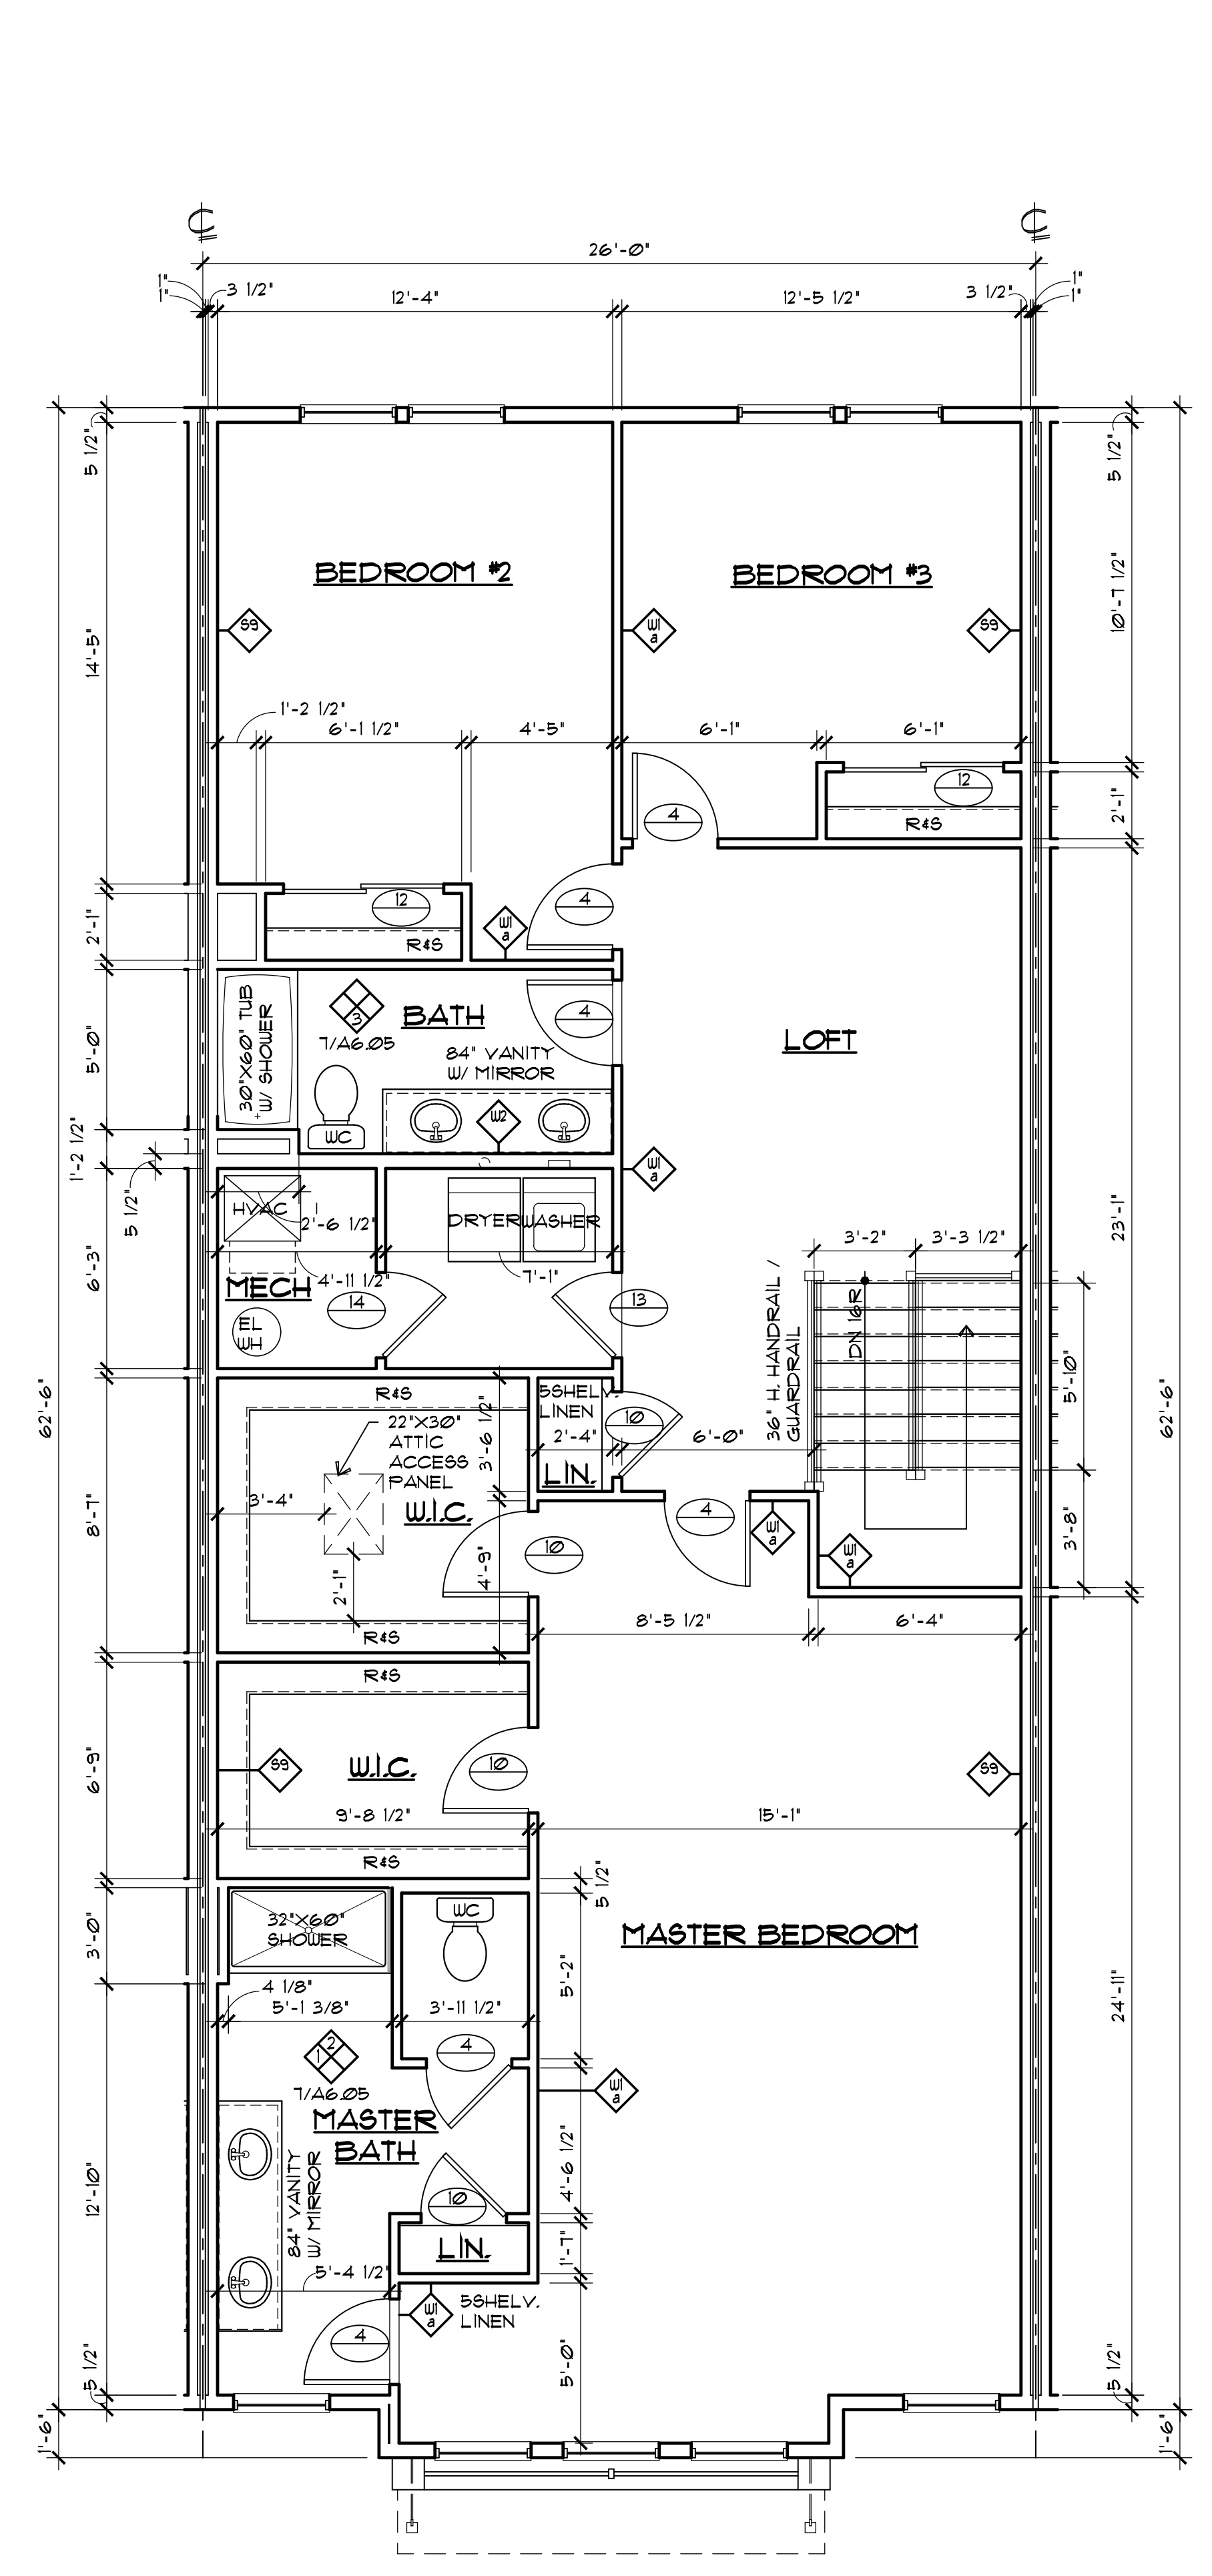 ℄
℄
26'-0"
1"
1"
3 1/2"
12'-4"
12'-5 1/2"
3 1/2"
1"
1"
5 1/2"
5 1/2"
BEDROOM #2
BEDROOM #3
S9
W1
a
S9
14'-5"
10'-7 1/2"
1'-2 1/2"
6'-1 1/2"
4'-5"
6'-1"
6'-1"
12
4
R&S
2'-1"
12
4
W1
a
R&S
2'-1"
30"X60" TUB
W/ SHOWER
3
7/A6.05
BATH
4
84" VANITY
W/ MIRROR
LOFT
5'-0"
WC
W2
W1
a
1'-2 1/2"
5 1/2"
HVAC
2'-6 1/2"
DRYER
WASHER
23'-1"
3'-2"
3'-3 1/2"
6'-3"
MECH
4'-11 1/2"
7'-1"
14
13
EL
WH
36" H. HANDRAIL /
GUARDRAIL
DN 16R
5'-10"
62'-6"
62'-6"
R&S
22"X30"
ATTIC
ACCESS
PANEL
3'-6 1/2"
5SHELV.
LINEN
10
2'-4"
6'-0"
LIN.
3'-4"
W.I.C.
8'-7"
4
W1
a
W1
a
3'-8"
10
4'-9"
2'-1"
R&S
8'-5 1/2"
6'-4"
R&S
W.I.C.
S9
10
S9
6'-9"
9'-8 1/2"
15'-1"
R&S
5 1/2"
32"X60"
SHOWER
WC
MASTER BEDROOM
3'-0"
5'-2"
4 1/8"
5'-1 3/8"
3'-11 1/2"
24'-11"
2
1
7/A6.05
4
W1
a
MASTER
BATH
84" VANITY
W/ MIRROR
12'-10"
4'-6 1/2"
10
LIN.
1'-7"
5'-4 1/2"
W1
a
5SHELV.
LINEN
4
5'-0"
5 1/2"
5 1/2"
1'-6"
1'-6"